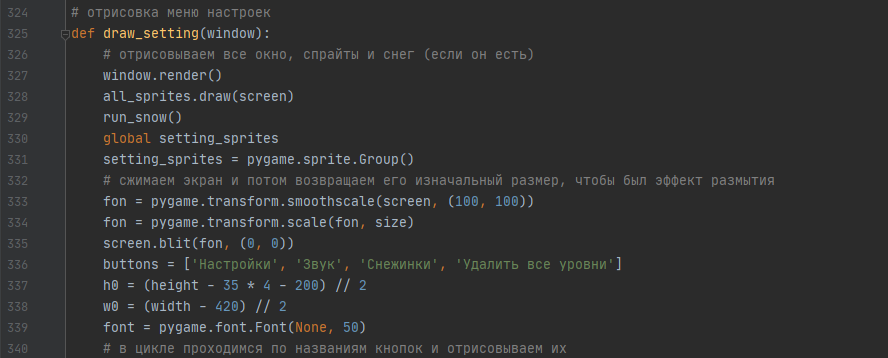 324 # отрисовка меню настроек
325 def draw_setting(window):
326 # отрисовываем все окно, спрайты и снег (если он есть)
327 window.render()
328 all_sprites.draw(screen)
329 run_snow()
330 global setting_sprites
331 setting_sprites = pygame.sprite.Group()
332 # сжимаем экран и потом возвращаем его изначальный размер, чтобы был эффект размытия
333 fon = pygame.transform.smoothscale(screen, (100, 100))
334 fon = pygame.transform.scale(fon, size)
335 screen.blit(fon, (0, 0))
336 buttons = ['Настройки', 'Звук', 'Снежинки', 'Удалить все уровни']
337 h0 = (height - 35 * 4 - 200) // 2
338 w0 = (width - 420) // 2
339 font = pygame.font.Font(None, 50)
340 # в цикле проходимся по названиям кнопок и отрисовываем их